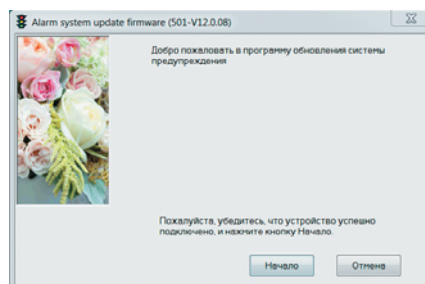 Alarm system update firmware (501-V12.0.08)
Добро пожаловать в программу обновления системы
предупреждения
Пожалуйста, убедитесь, что устройство успешно
подключено, и нажмите кнопку Начало.
Начало Отмена